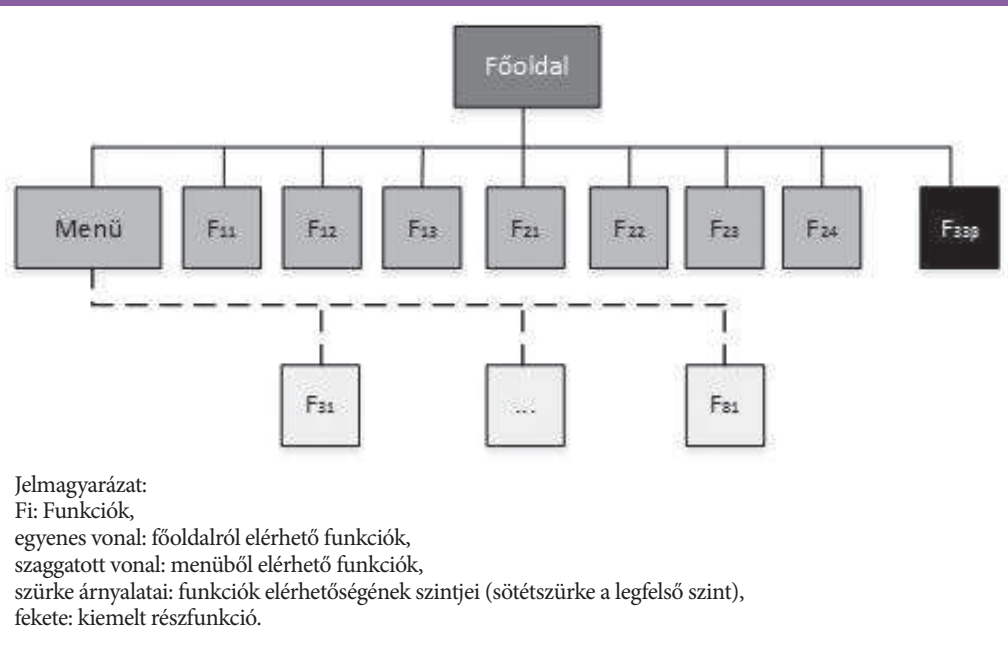 Főoldal
Menü
F11
F12
F13
F21
F22
F23
F24
F33p
F31
...
F81
Jelmagyarázat:
Fi: Funkciók,
egyenes vonal: főoldalról elérhető funkciók,
szaggatott vonal: menüből elérhető funkciók,
szürke árnyalatai: funkciók elérhetőségének szintjei (sötétszürke a legfelső szint),
fekete: kiemelt részfunkció.